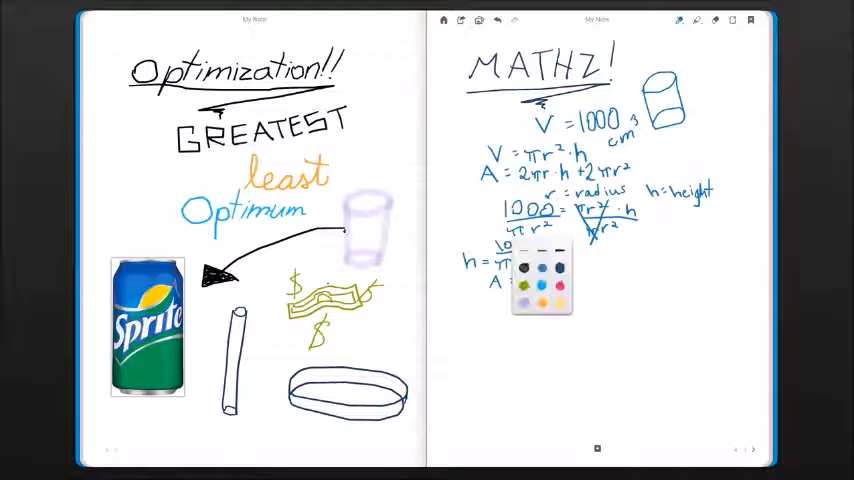 My Note
Optimization!!
GREATEST
least
Optimum
$
$
Sprite
My Note
MATHZ!
V = 1000 cm³
V = πr² · h
A = 2πr · h + 2πr²
r = radius h = height
1000 = πr² · h
πr² πr²
h = 10
π
A =